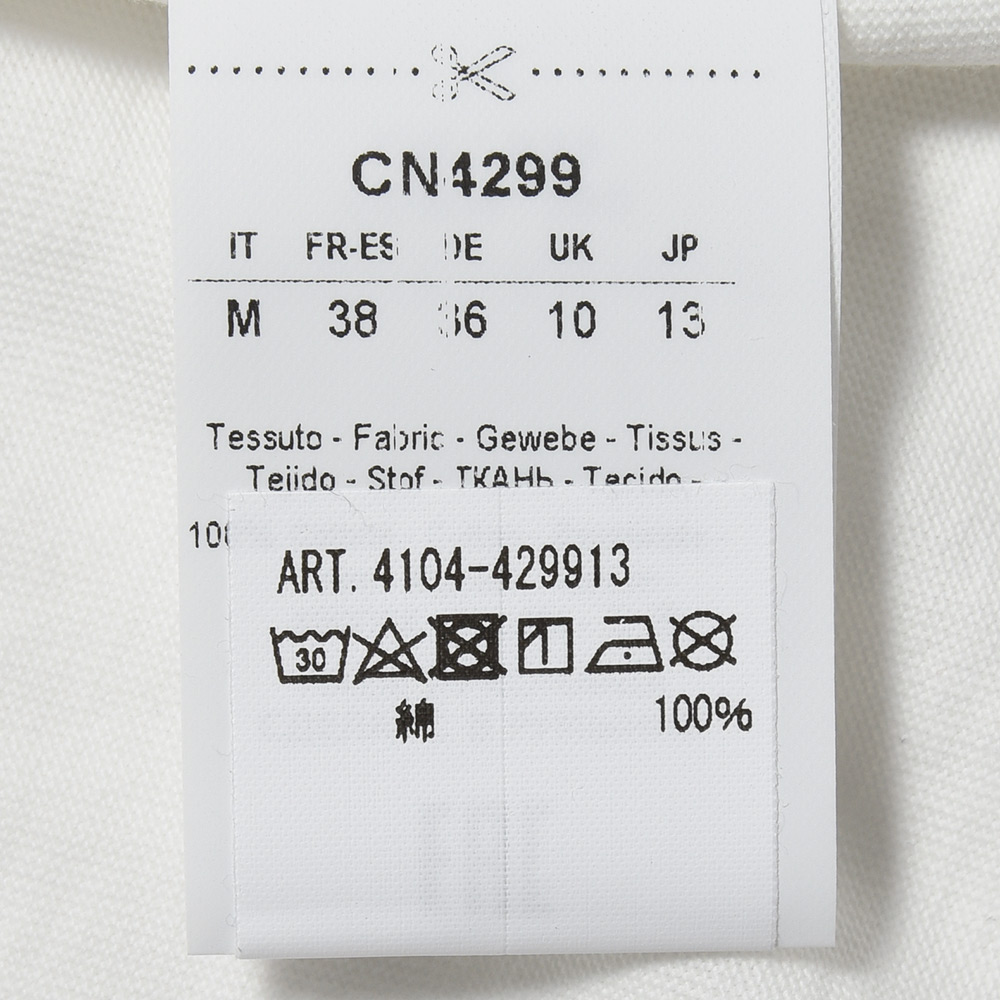 CN4299
IT FR-ES DE UK JP
M 38 36 10 13
Tessuto - Fabric - Gewebe - Tissus -
Tejido - Stof - ТКАНЬ - Tecido -
ART. 4104-429913
30
綿 100%